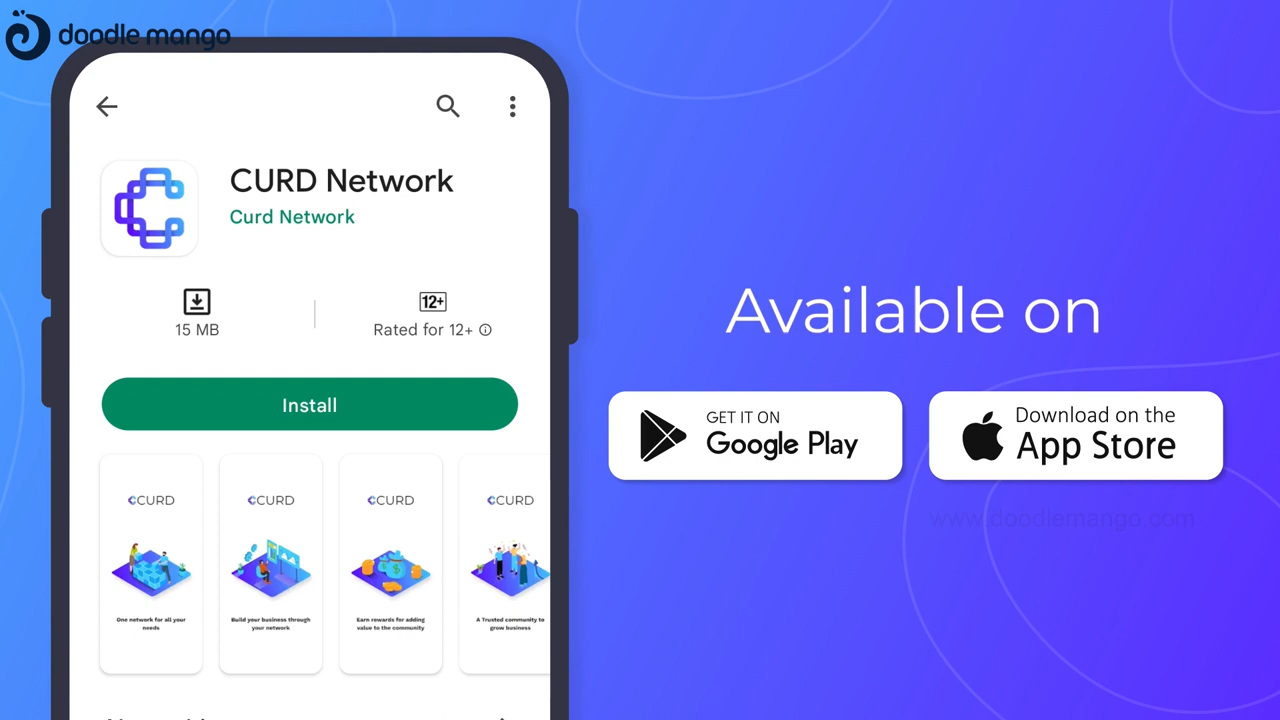 doodle mango
CURD Network
Curd Network
15 MB
12+
Rated for 12+
Install
CURD
One network for all your
needs
CURD
Build your business through
your network
CURD
Earn rewards for adding
value to the community
CURD
A Trusted community to
grow business
Available on
GET IT ON
Google Play
Download on the
App Store
www.doodlemango.com